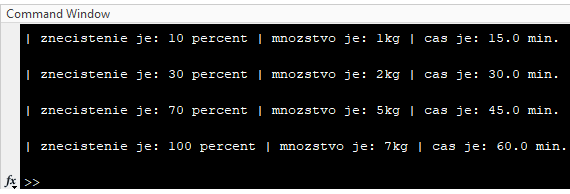 Command Window
| znecistenie je: 10 percent | mnozstvo je: 1kg | cas je: 15.0 min.
| znecistenie je: 30 percent | mnozstvo je: 2kg | cas je: 30.0 min.
| znecistenie je: 70 percent | mnozstvo je: 5kg | cas je: 45.0 min.
| znecistenie je: 100 percent | mnozstvo je: 7kg | cas je: 60.0 min.
fx >>